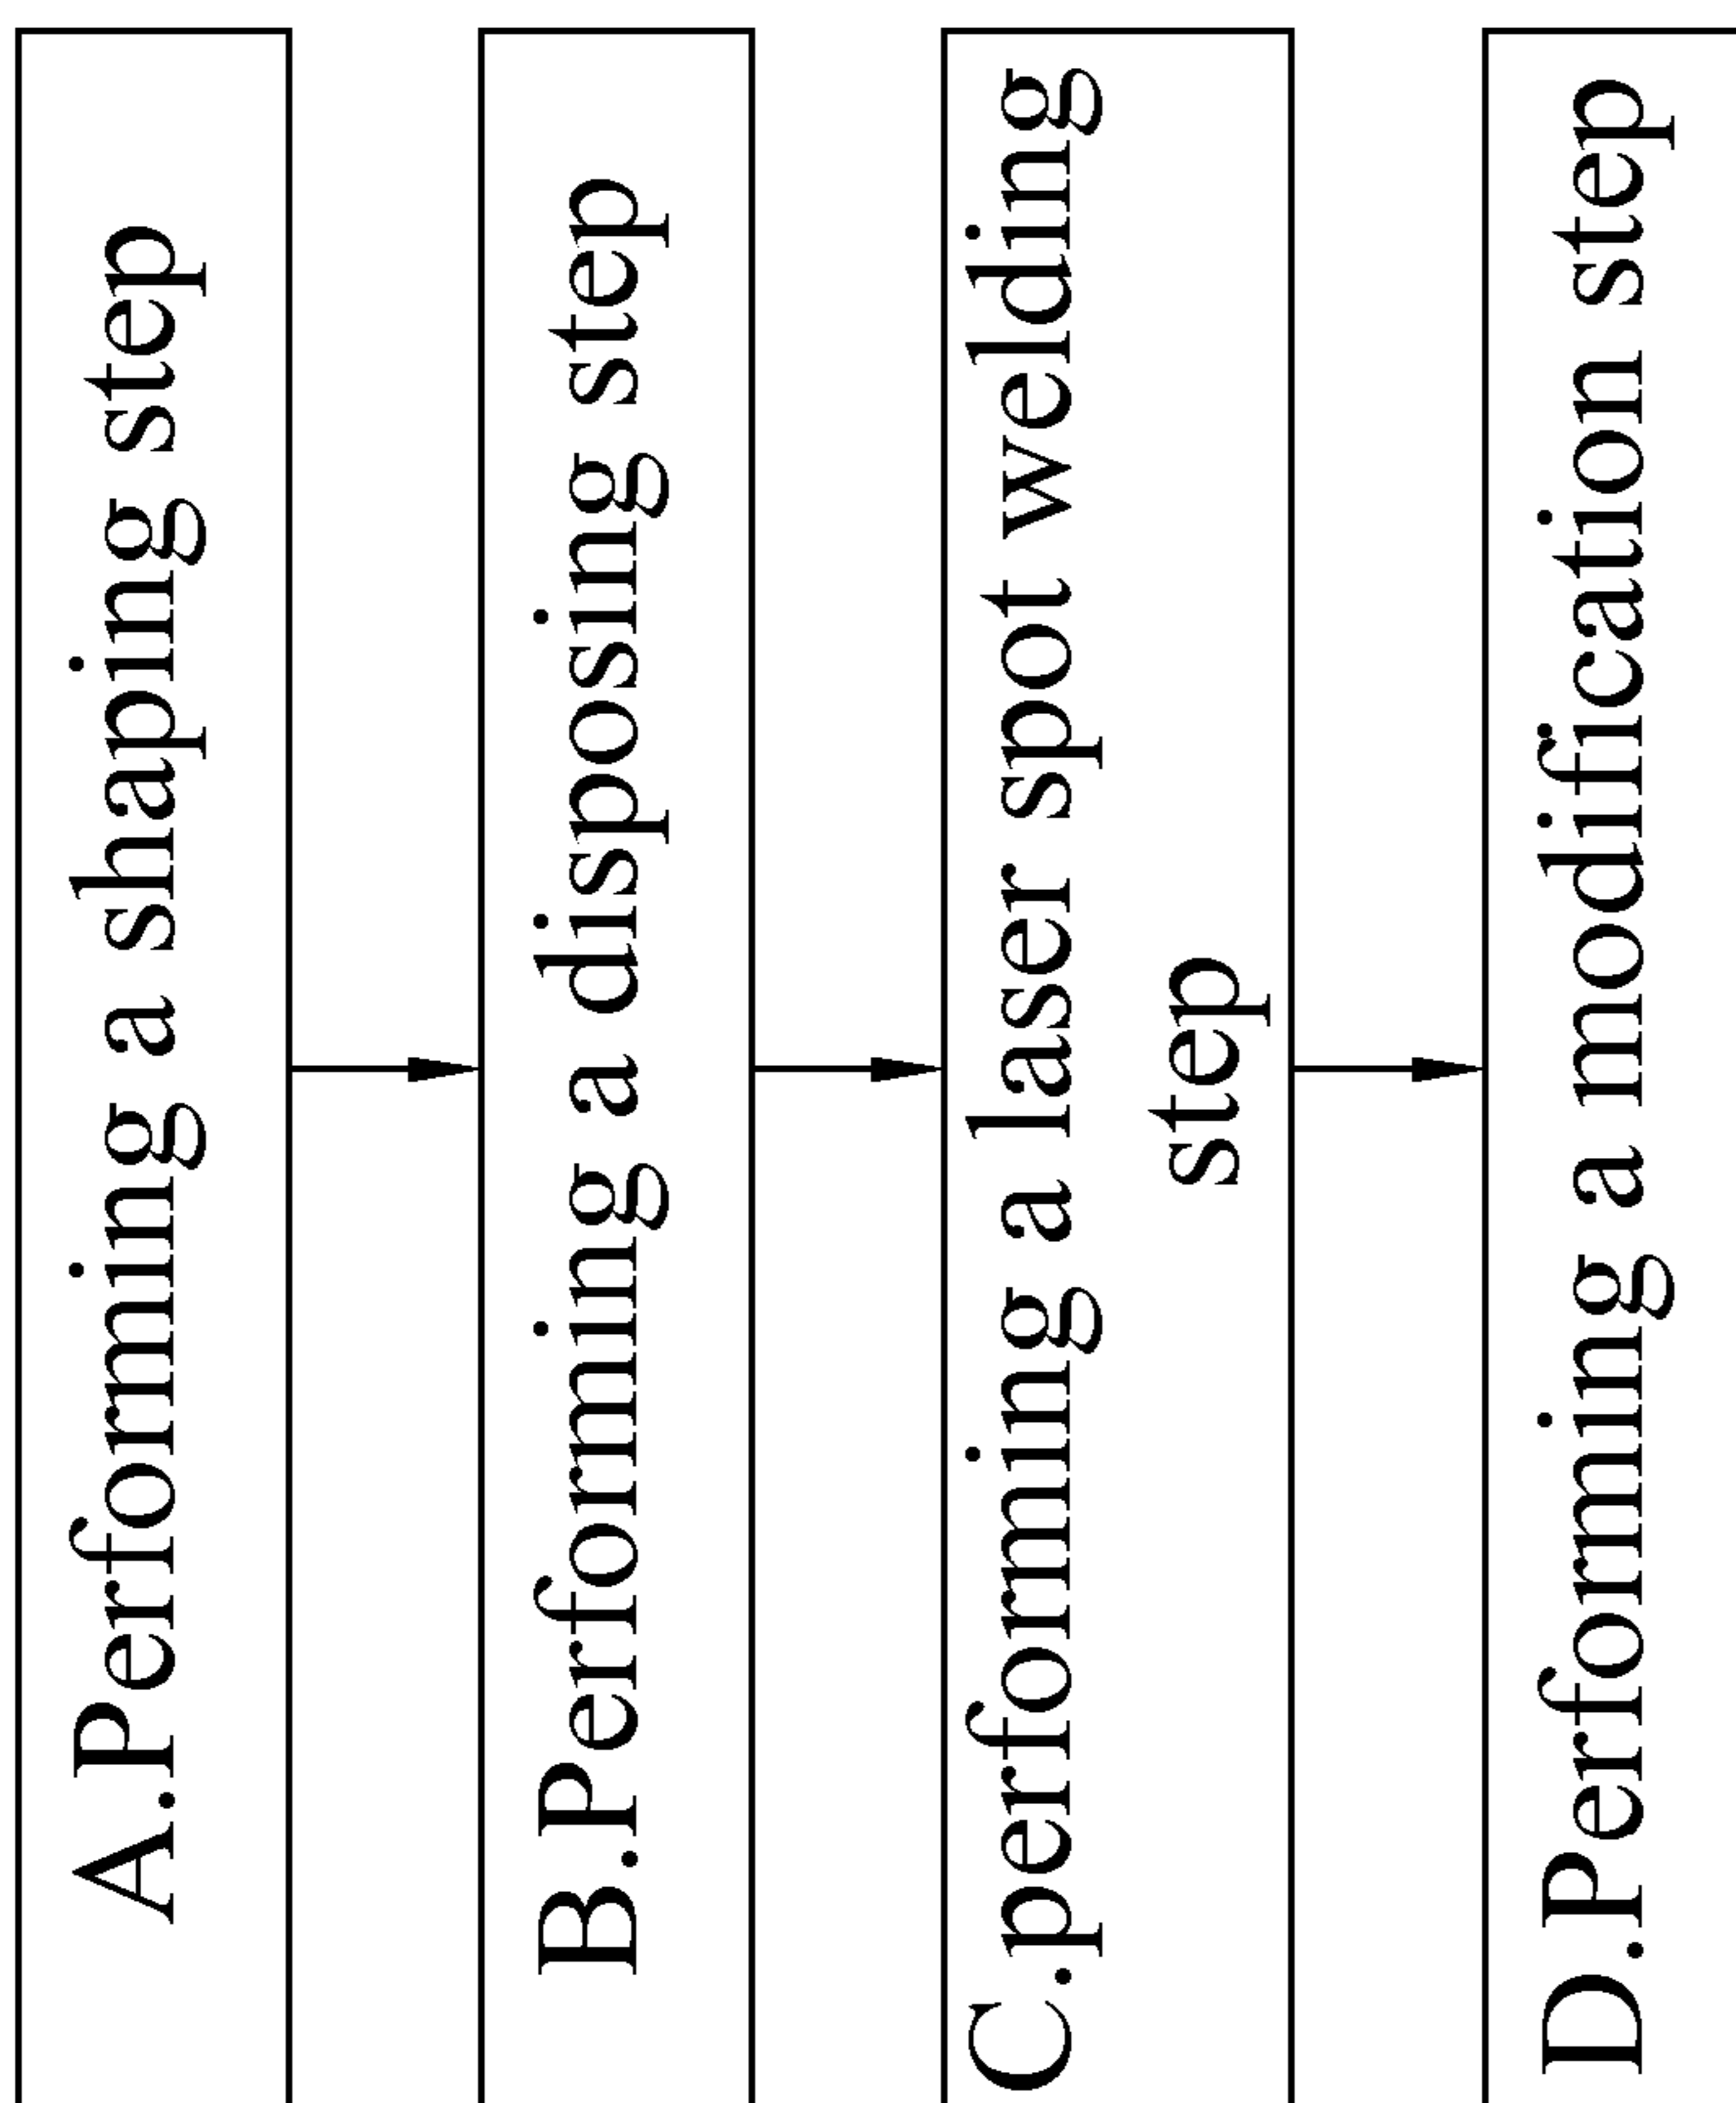 A.Performing a shaping step
B.Performing a disposing step
C.performing a laser spot welding
step
D.Performing a modification step